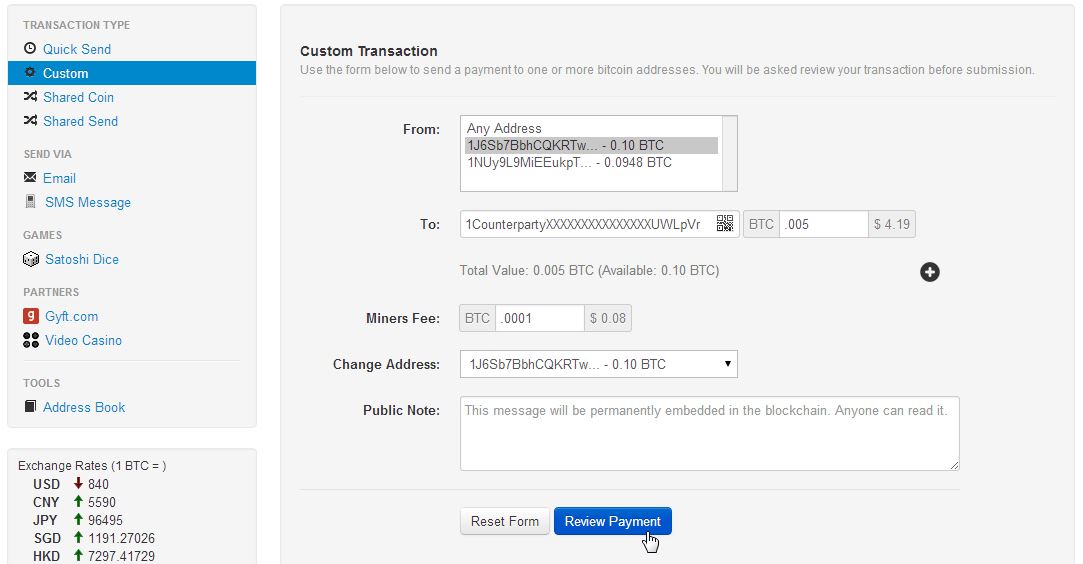 TRANSACTION TYPE
Quick Send
Custom
Shared Coin
Shared Send
SEND VIA
Email
SMS Message
GAMES
Satoshi Dice
PARTNERS
g Gyft.com
Video Casino
TOOLS
Address Book
Exchange Rates (1 BTC = )
USD 840
CNY 5590
JPY 96495
SGD 1191.27026
HKD 7297.41729
Custom Transaction
Use the form below to send a payment to one or more bitcoin addresses. You will be asked review your transaction before submission.
From:
Any Address
1J6Sb7BbhCQKRTw... - 0.10 BTC
1NUy9L9MiEEukpT... - 0.0948 BTC
To: 1CounterpartyXXXXXXXXXXXXXXXUWLpVr BTC .005 $ 4.19
Total Value: 0.005 BTC (Available: 0.10 BTC)
Miners Fee: BTC .0001 $ 0.08
Change Address: 1J6Sb7BbhCQKRTw... - 0.10 BTC
Public Note: This message will be permanently embedded in the blockchain. Anyone can read it.
Reset Form Review Payment